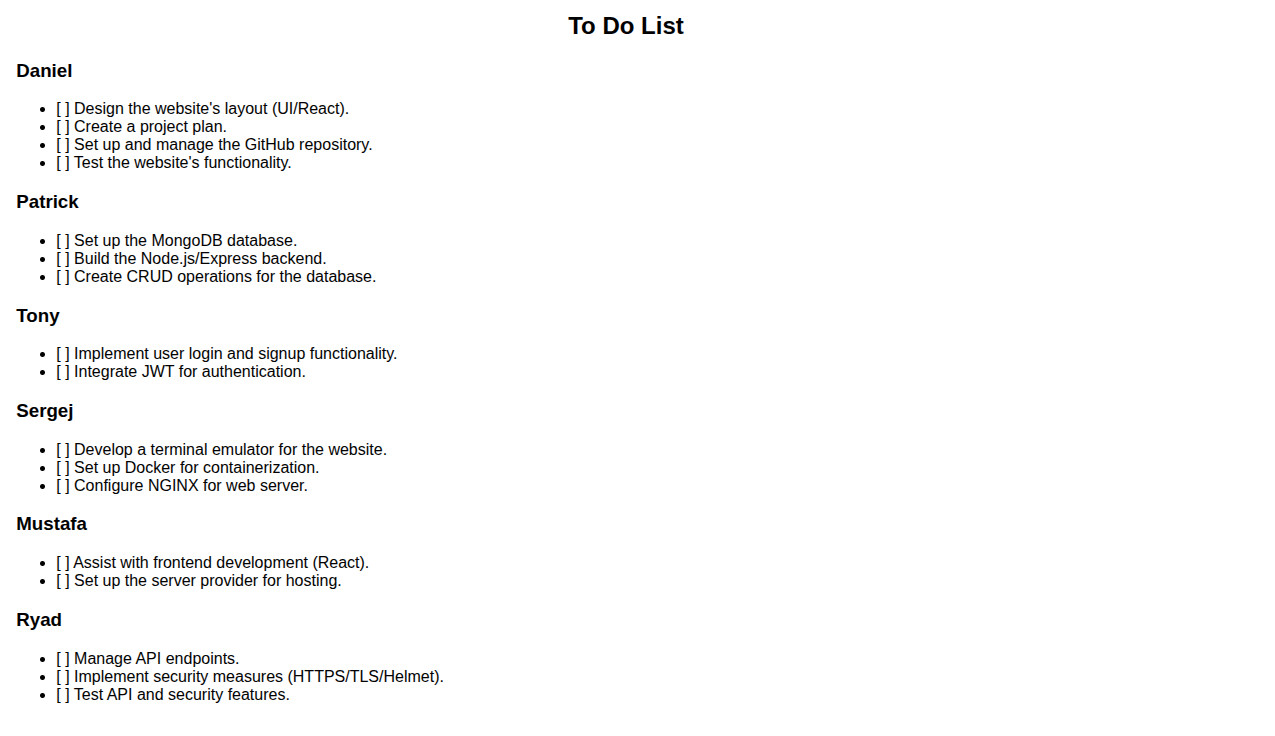 To Do List
Daniel
• [ ] Design the website's layout (UI/React).
• [ ] Create a project plan.
• [ ] Set up and manage the GitHub repository.
• [ ] Test the website's functionality.
Patrick
• [ ] Set up the MongoDB database.
• [ ] Build the Node.js/Express backend.
• [ ] Create CRUD operations for the database.
Tony
• [ ] Implement user login and signup functionality.
• [ ] Integrate JWT for authentication.
Sergej
• [ ] Develop a terminal emulator for the website.
• [ ] Set up Docker for containerization.
• [ ] Configure NGINX for web server.
Mustafa
• [ ] Assist with frontend development (React).
• [ ] Set up the server provider for hosting.
Ryad
• [ ] Manage API endpoints.
• [ ] Implement security measures (HTTPS/TLS/Helmet).
• [ ] Test API and security features.